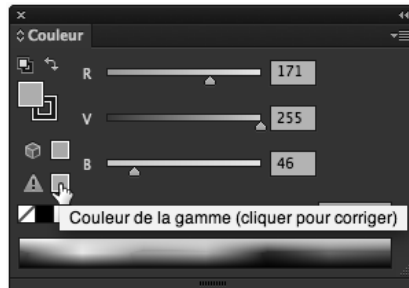 Couleur
R 171
V 255
B 46
Couleur de la gamme (cliquer pour corriger)